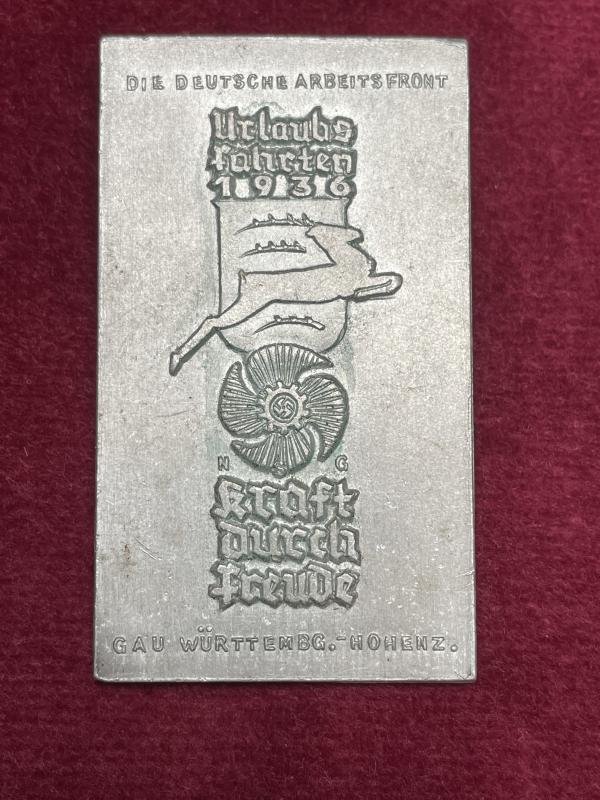 DIE DEUTSCHE ARBEITSFRONT
Urlaubs
fahrten
1936
N G
Kraft
durch
Freude
GAU WÜRTTEMBG.-HOHENZ.